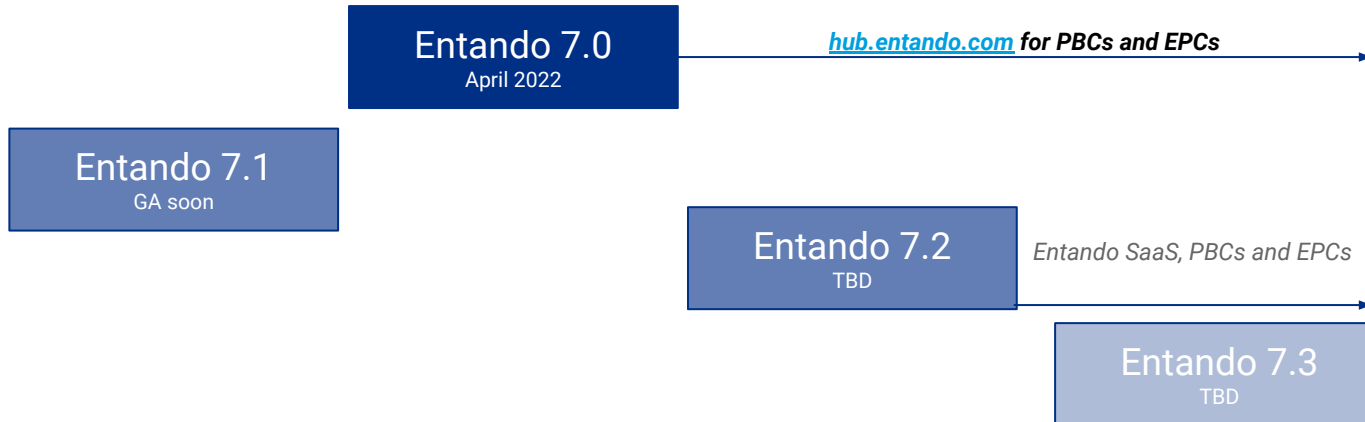 Entando 7.0
April 2022
hub.entando.com for PBCs and EPCs
Entando 7.1
GA soon
Entando 7.2
TBD
Entando SaaS, PBCs and EPCs
Entando 7.3
TBD